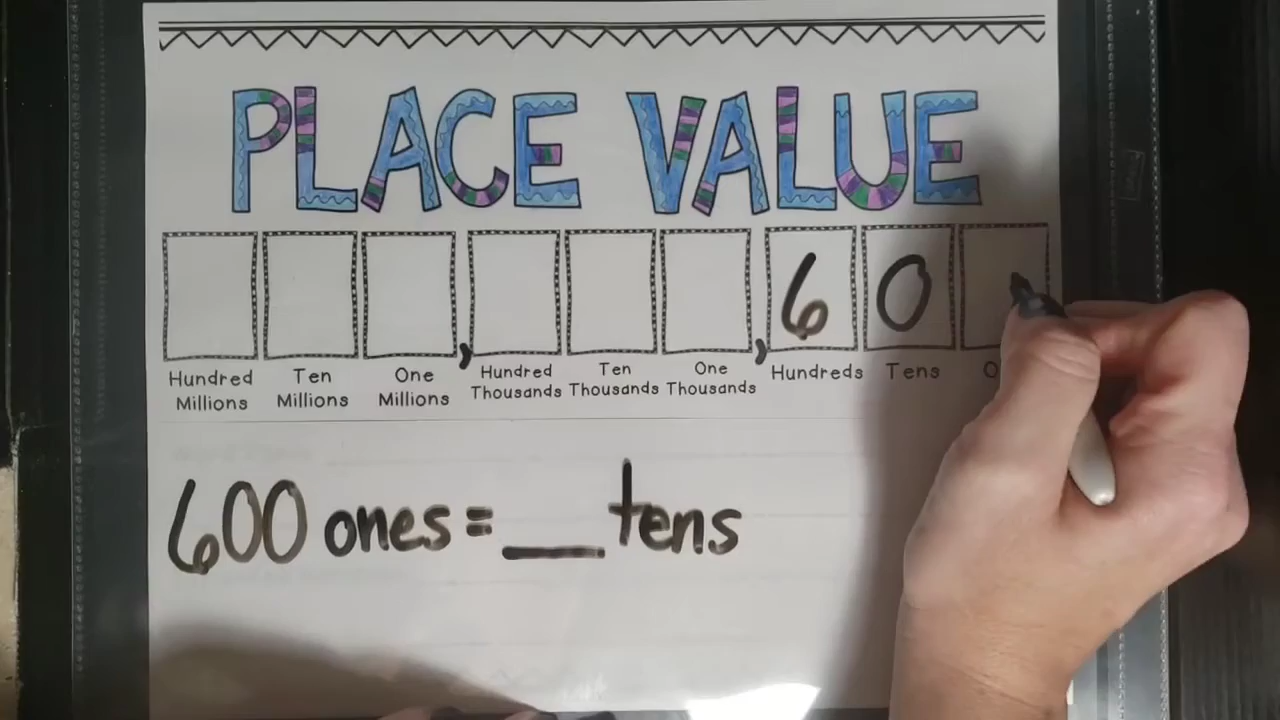 PLACE VALUE
, , 6 0
Hundred Millions Ten Millions One Millions Hundred Thousands Ten Thousands One Thousands Hundreds Tens
600 ones = __ tens